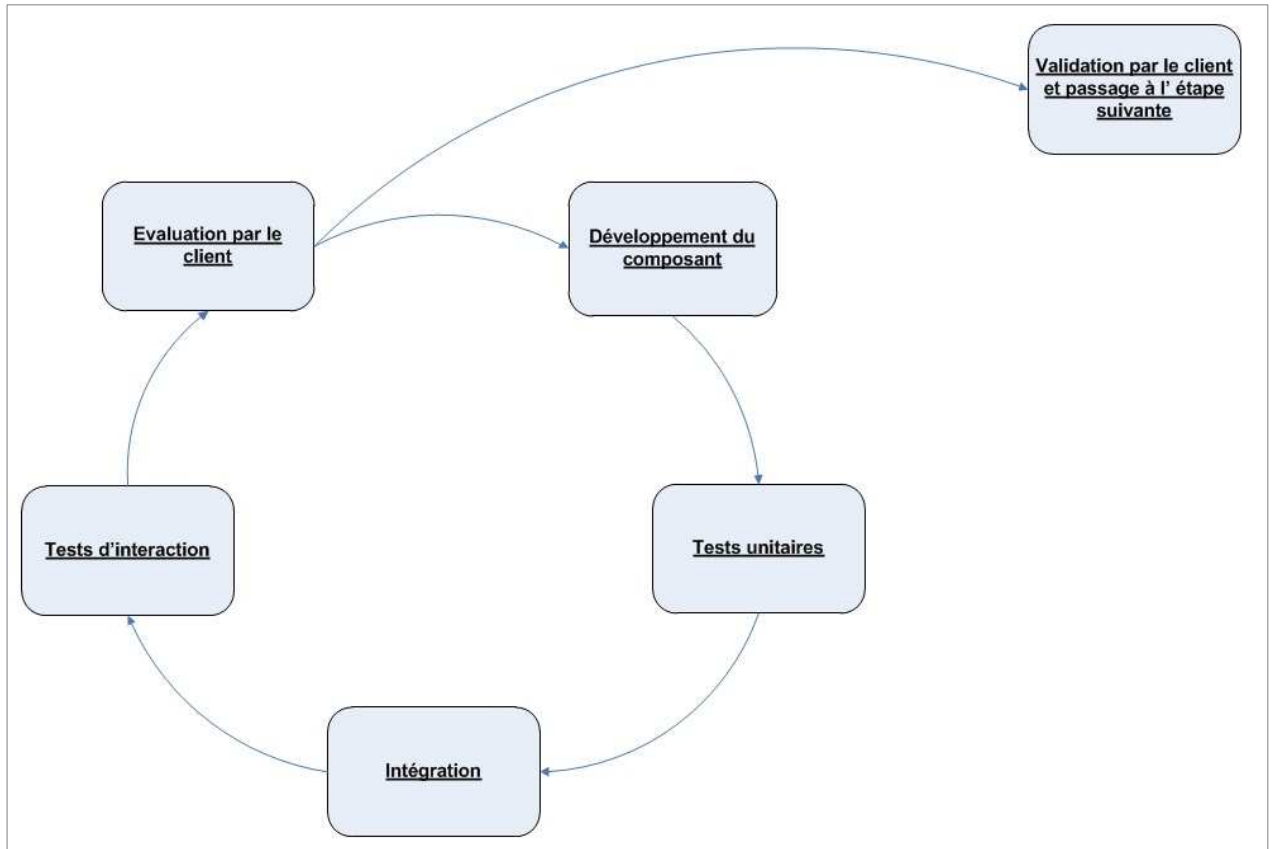 Validation par le client
et passage à l' étape
suivante
Evaluation par le
client
Développement du
composant
Tests d'interaction
Tests unitaires
Intégration